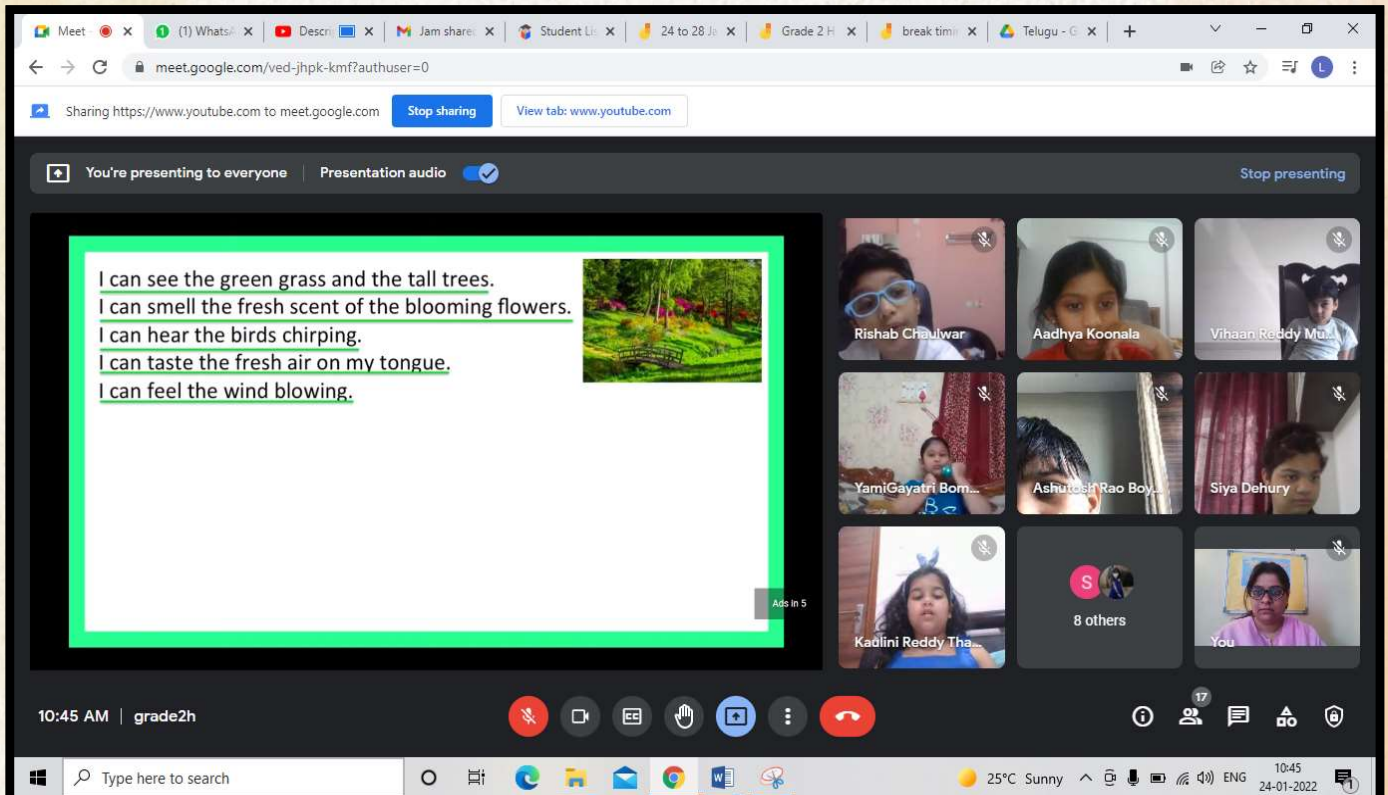 Meet
(1) Whats
Descri
Jam share
Student Li
24 to 28 Ja
Grade 2 H
break timi
Telugu - G
meet.google.com/ved-jhpk-kmf?authuser=0
L
Sharing https://www.youtube.com to meet.google.com
Stop sharing
View tab: www.youtube.com
You're presenting to everyone
Presentation audio
Stop presenting
I can see the green grass and the tall trees.
I can smell the fresh scent of the blooming flowers.
I can hear the birds chirping.
I can taste the fresh air on my tongue.
I can feel the wind blowing.
Ads in 5
Rishab Chaulwar
Aadhya Koonala
Vihaan Reddy Mu...
YamiGayatri Bom...
Ashutosh Rao Boy...
Siya Dehury
Kaulini Reddy Tha...
S
8 others
You
10:45 AM | grade2h
CC
17
Type here to search
25°C Sunny
ENG
10:45
24-01-2022
1